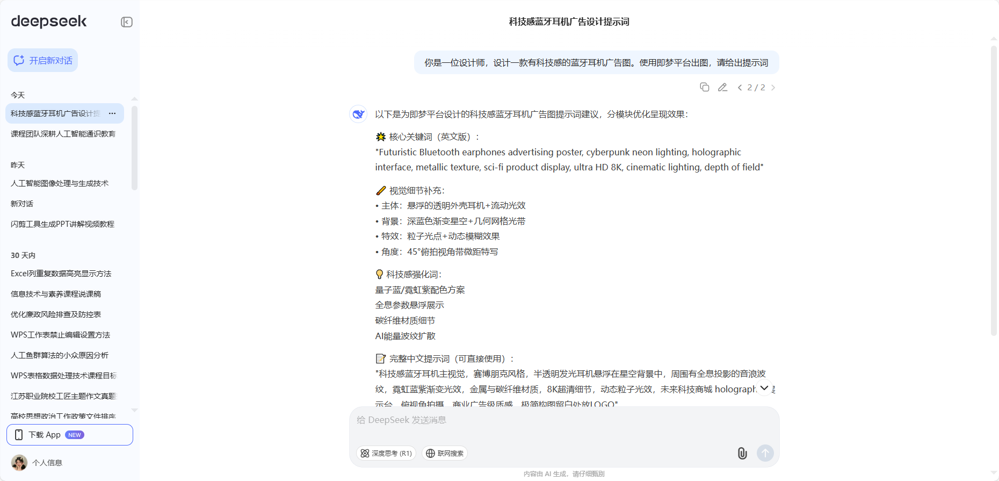 deepseek
开启新对话
今天
科技感蓝牙耳机广告设计提
课程团队深耕人工智能通识教育
昨天
人工智能图像处理与生成技术
新对话
闪剪工具生成PPT讲解视频教程
30 天内
Excel列重复数据高亮显示方法
信息技术与素养课程说课稿
优化廉政风险排查及防控表
WPS工作表禁止编辑设置方法
人工鱼群算法的小众原因分析
WPS表格数据处理技术课程目标
江苏职业院校工匠主题作文真题
高校思想政治工作政策文件排序
下载 App NEW
个人信息
科技感蓝牙耳机广告设计提示词
你是一位设计师，设计一款有科技感的蓝牙耳机广告图。使用即梦平台出图，请给出提示词
2 / 2
以下是为即梦平台设计的科技感蓝牙耳机广告图提示词建议，分模块优化呈现效果：
🌟 核心关键词（英文版）：
"Futuristic Bluetooth earphones advertising poster, cyberpunk neon lighting, holographic
interface, metallic texture, sci-fi product display, ultra HD 8K, cinematic lighting, depth of field"
🖌️ 视觉细节补充：
• 主体：悬浮的透明外壳耳机+流动光效
• 背景：深蓝色渐变星空+几何网格光带
• 特效：粒子光点+动态模糊效果
• 角度：45°俯拍视角带微距特写
💡 科技感强化词：
量子蓝/霓虹紫配色方案
全息参数悬浮展示
碳纤维材质细节
AI能量波纹扩散
📝 完整中文提示词（可直接使用）：
"科技感蓝牙耳机主视觉，赛博朋克风格，半透明发光耳机悬浮在星空背景中，周围有全息投影的音浪波
纹，霓虹蓝紫渐变光效，金属与碳纤维材质，8K超清细节，动态粒子光效，未来科技商城 holograph 展
示台，俯视角拍摄，商业广告级质感，极简构图留白处放LOGO"
给 DeepSeek 发送消息
深度思考 (R1)
联网搜索
内容由 AI 生成，请仔细甄别